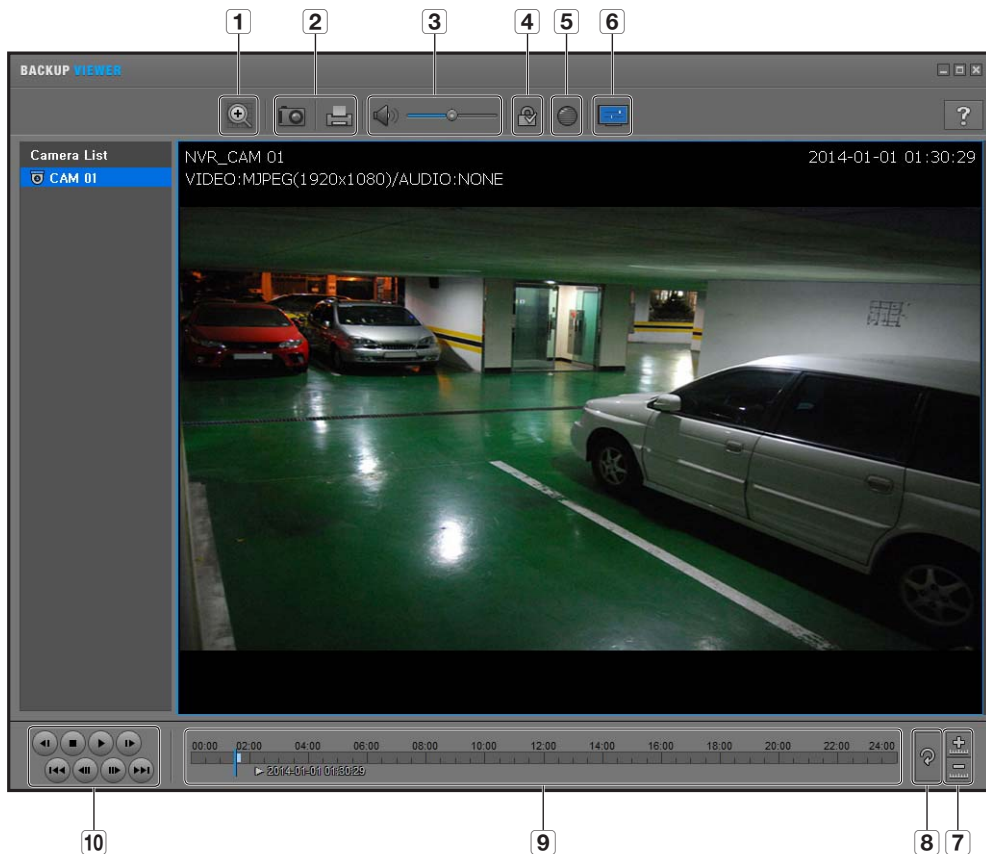 1 2 3 4 5 6
BACKUP VIEWER
?
Camera List
CAM 01
NVR_CAM 01
2014-01-01 01:30:29
VIDEO:MJPEG(1920x1080)/AUDIO:NONE
00:00 02:00 04:00 06:00 08:00 10:00 12:00 14:00 16:00 18:00 20:00 22:00 24:00
2014-01-01 01:30:29
10 9 8 7